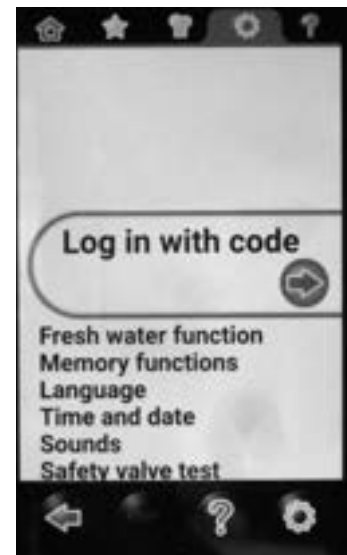 Log in with code
Fresh water function
Memory functions
Language
Time and date
Sounds
Safety valve test